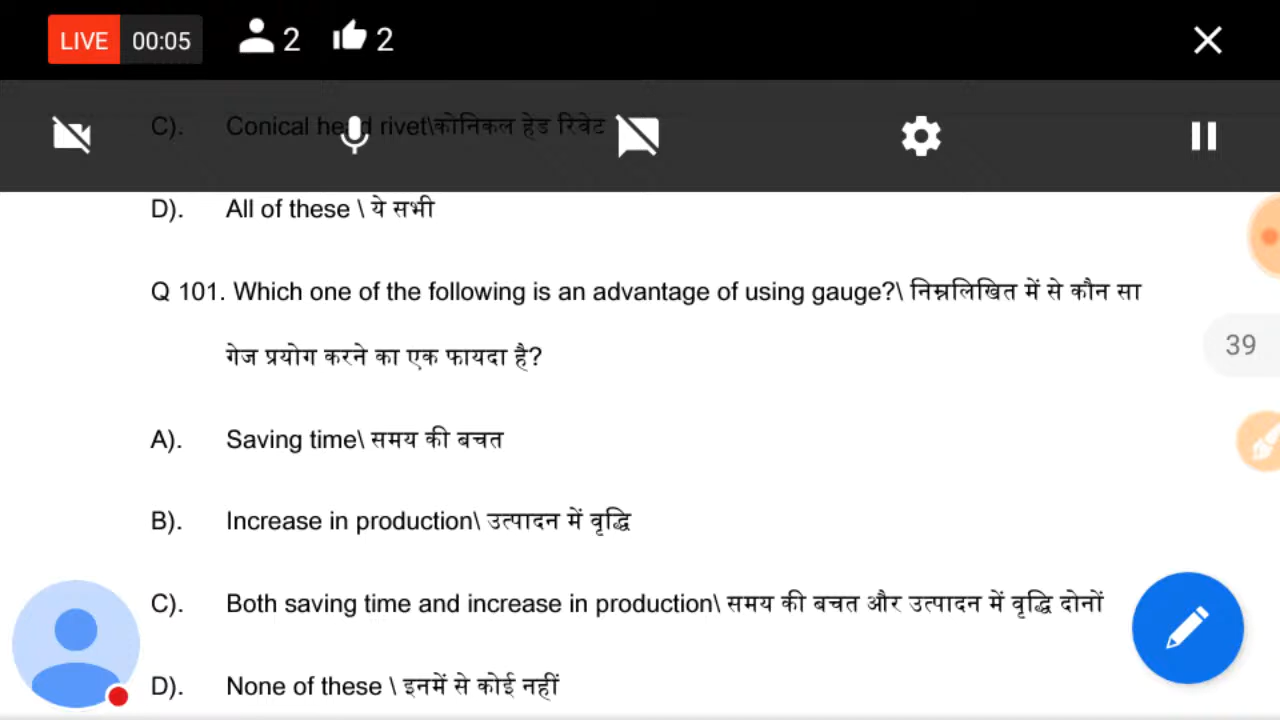 LIVE 00:05 2 2
C). Conical head rivet\कोनिकल हेड रिवेट
D). All of these \ ये सभी
Q 101. Which one of the following is an advantage of using gauge?\ निम्नलिखित में से कौन सा
गेज प्रयोग करने का एक फायदा है?
39
A). Saving time\ समय की बचत
B). Increase in production\ उत्पादन में वृद्धि
C). Both saving time and increase in production\ समय की बचत और उत्पादन में वृद्धि दोनों
D). None of these \ इनमें से कोई नहीं